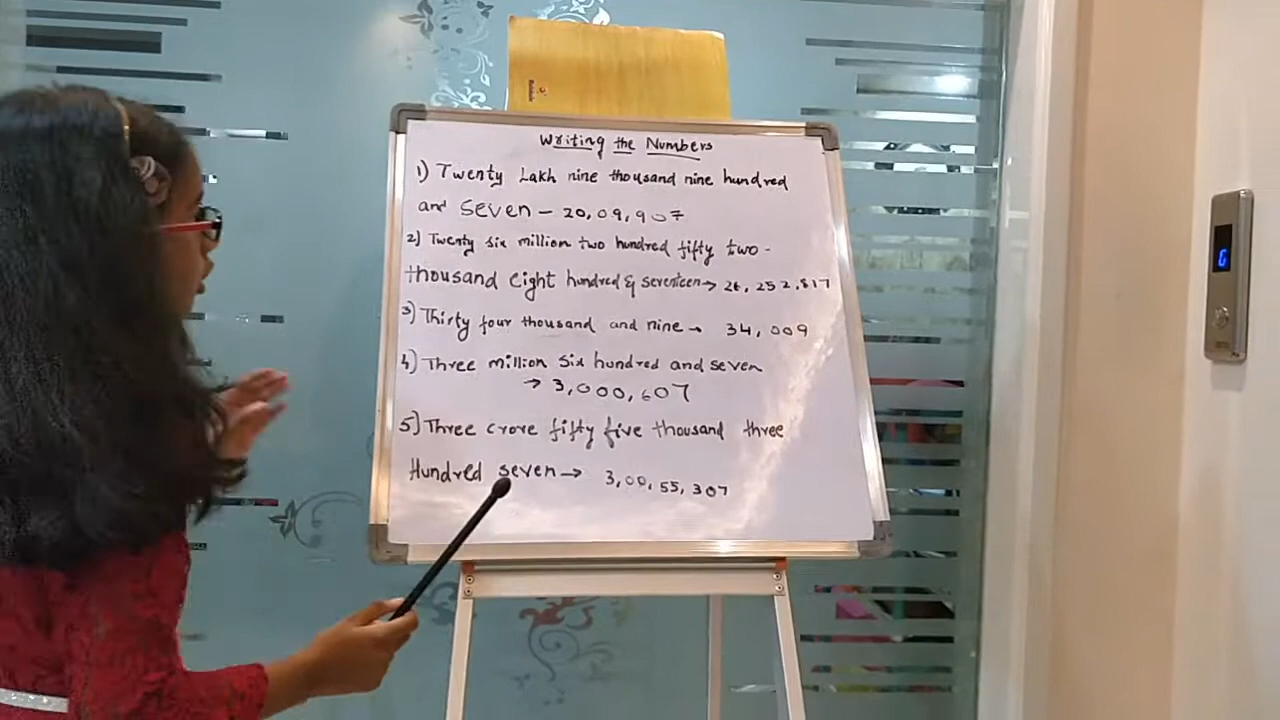 Writing the Numbers
1) Twenty Lakh nine thousand nine hundred
and seven - 20,09,907
2) Twenty six million two hundred fifty two -
thousand eight hundred & seventeen → 26,252,817
3) Thirty four thousand and nine → 34,009
4) Three million six hundred and seven
→ 3,000,607
5) Three crore fifty five thousand three
Hundred seven → 3,00,55,307